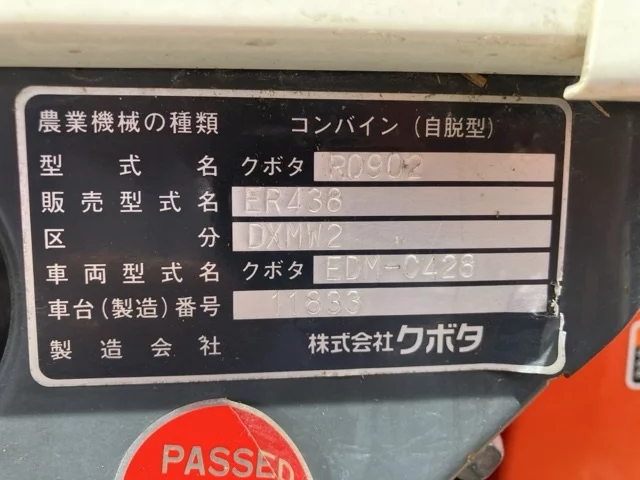 農業機械の種類 コンバイン(自脱型)
型式名 クボタ RD902
販売型式名 ER438
区分 DXMW2
車両型式名 クボタ EDM-C428
車台(製造)番号 11833
製造会社 株式会社クボタ
PASSED